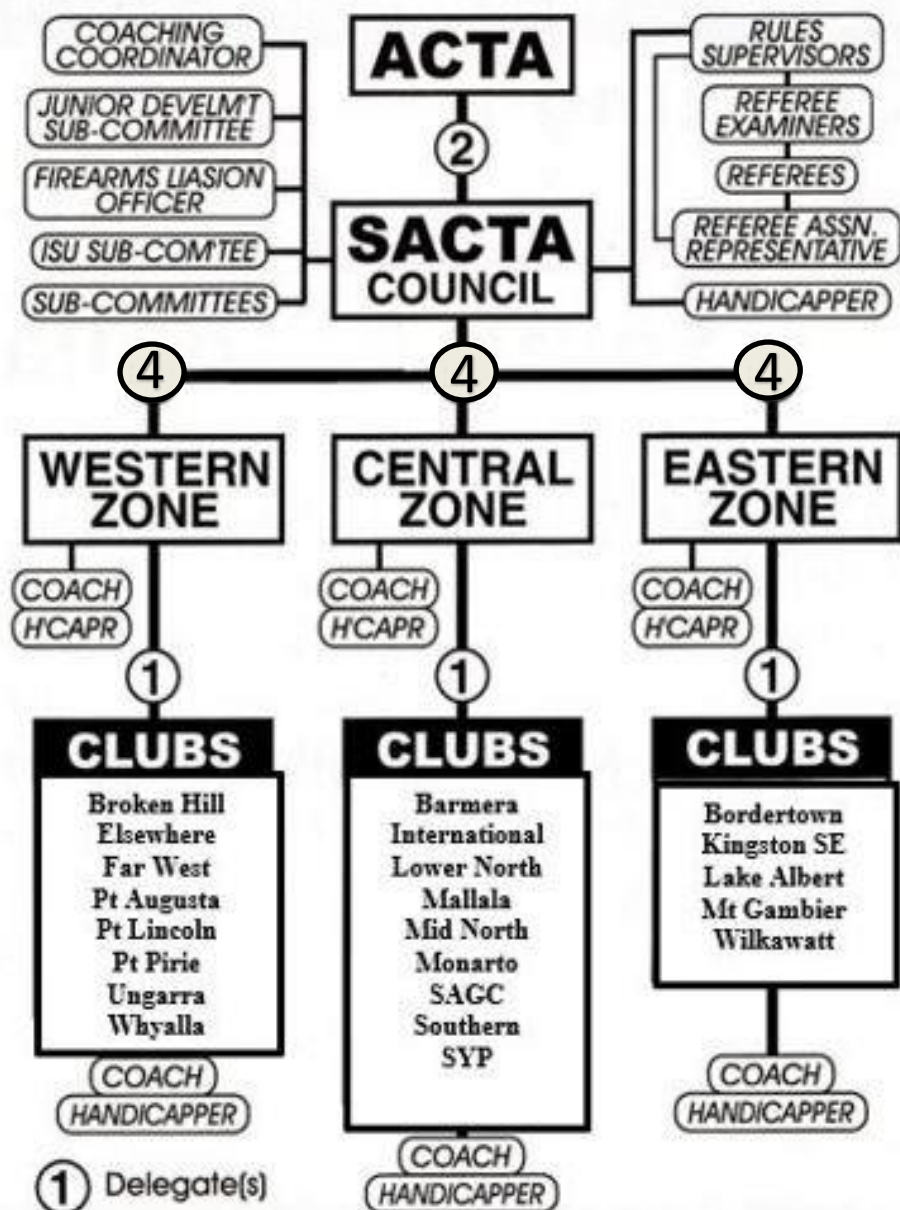 COACHING
COORDINATOR
JUNIOR DEVELM'T
SUB-COMMITTEE
FIREARMS LIASION
OFFICER
ISU SUB-COM'TEE
SUB-COMMITTEES
ACTA
2
SACTA
COUNCIL
RULES
SUPERVISORS
REFEREE
EXAMINERS
REFEREES
REFEREE ASSN.
REPRESENTATIVE
HANDICAPPER
4
4
4
WESTERN
ZONE
COACH
H'CAPR
1
CLUBS
Broken Hill
Elsewhere
Far West
Pt Augusta
Pt Lincoln
Pt Pirie
Ungarra
Whyalla
COACH
HANDICAPPER
CENTRAL
ZONE
COACH
H'CAPR
1
CLUBS
Barmera
International
Lower North
Mallala
Mid North
Monarto
SAGC
Southern
SYP
COACH
HANDICAPPER
EASTERN
ZONE
COACH
H'CAPR
1
CLUBS
Bordertown
Kingston SE
Lake Albert
Mt Gambier
Wilkawatt
COACH
HANDICAPPER
1 Delegate(s)